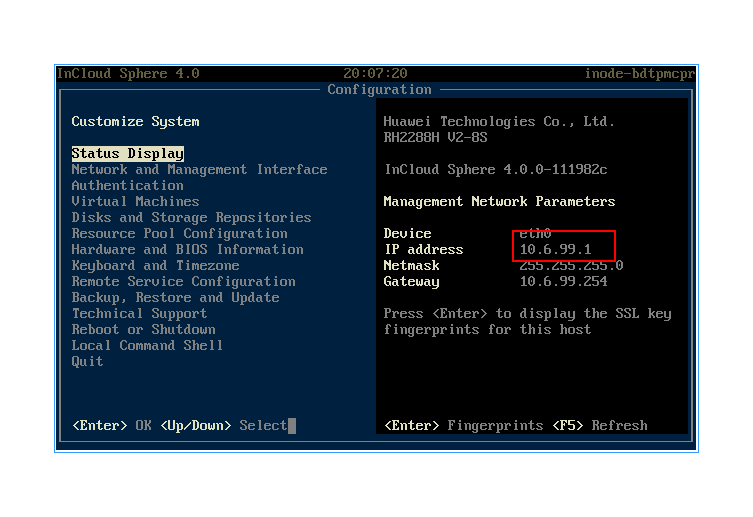 InCloud Sphere 4.0 20:07:20 inode-bdtpmcpr
Configuration
Customize System
Status Display
Network and Management Interface
Authentication
Virtual Machines
Disks and Storage Repositories
Resource Pool Configuration
Hardware and BIOS Information
Keyboard and Timezone
Remote Service Configuration
Backup, Restore and Update
Technical Support
Reboot or Shutdown
Local Command Shell
Quit
<Enter> OK <Up/Down> Select
Huawei Technologies Co., Ltd.
RH2288H V2-8S
InCloud Sphere 4.0.0-111982c
Management Network Parameters
Device eth0
IP address 10.6.99.1
Netmask 255.255.255.0
Gateway 10.6.99.254
Press <Enter> to display the SSL key
fingerprints for this host
<Enter> Fingerprints <F5> Refresh